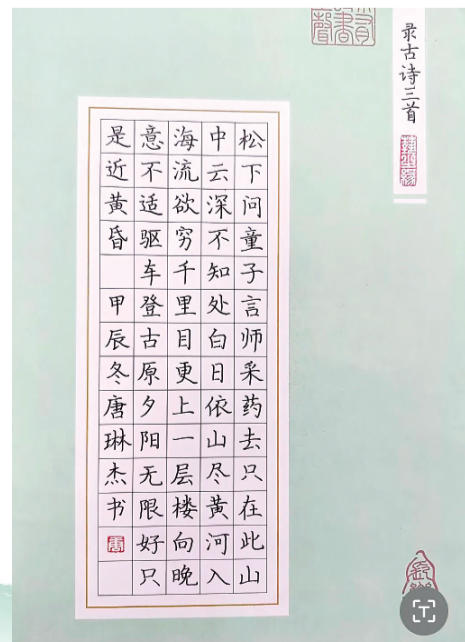 录古诗三首
松下问童子言师采药去只在此山
中云深不知处白日依山尽黄河入
海流欲穷千里目更上一层楼向晚
意不适驱车登古原夕阳无限好只
是近黄昏 甲辰冬唐琳杰书